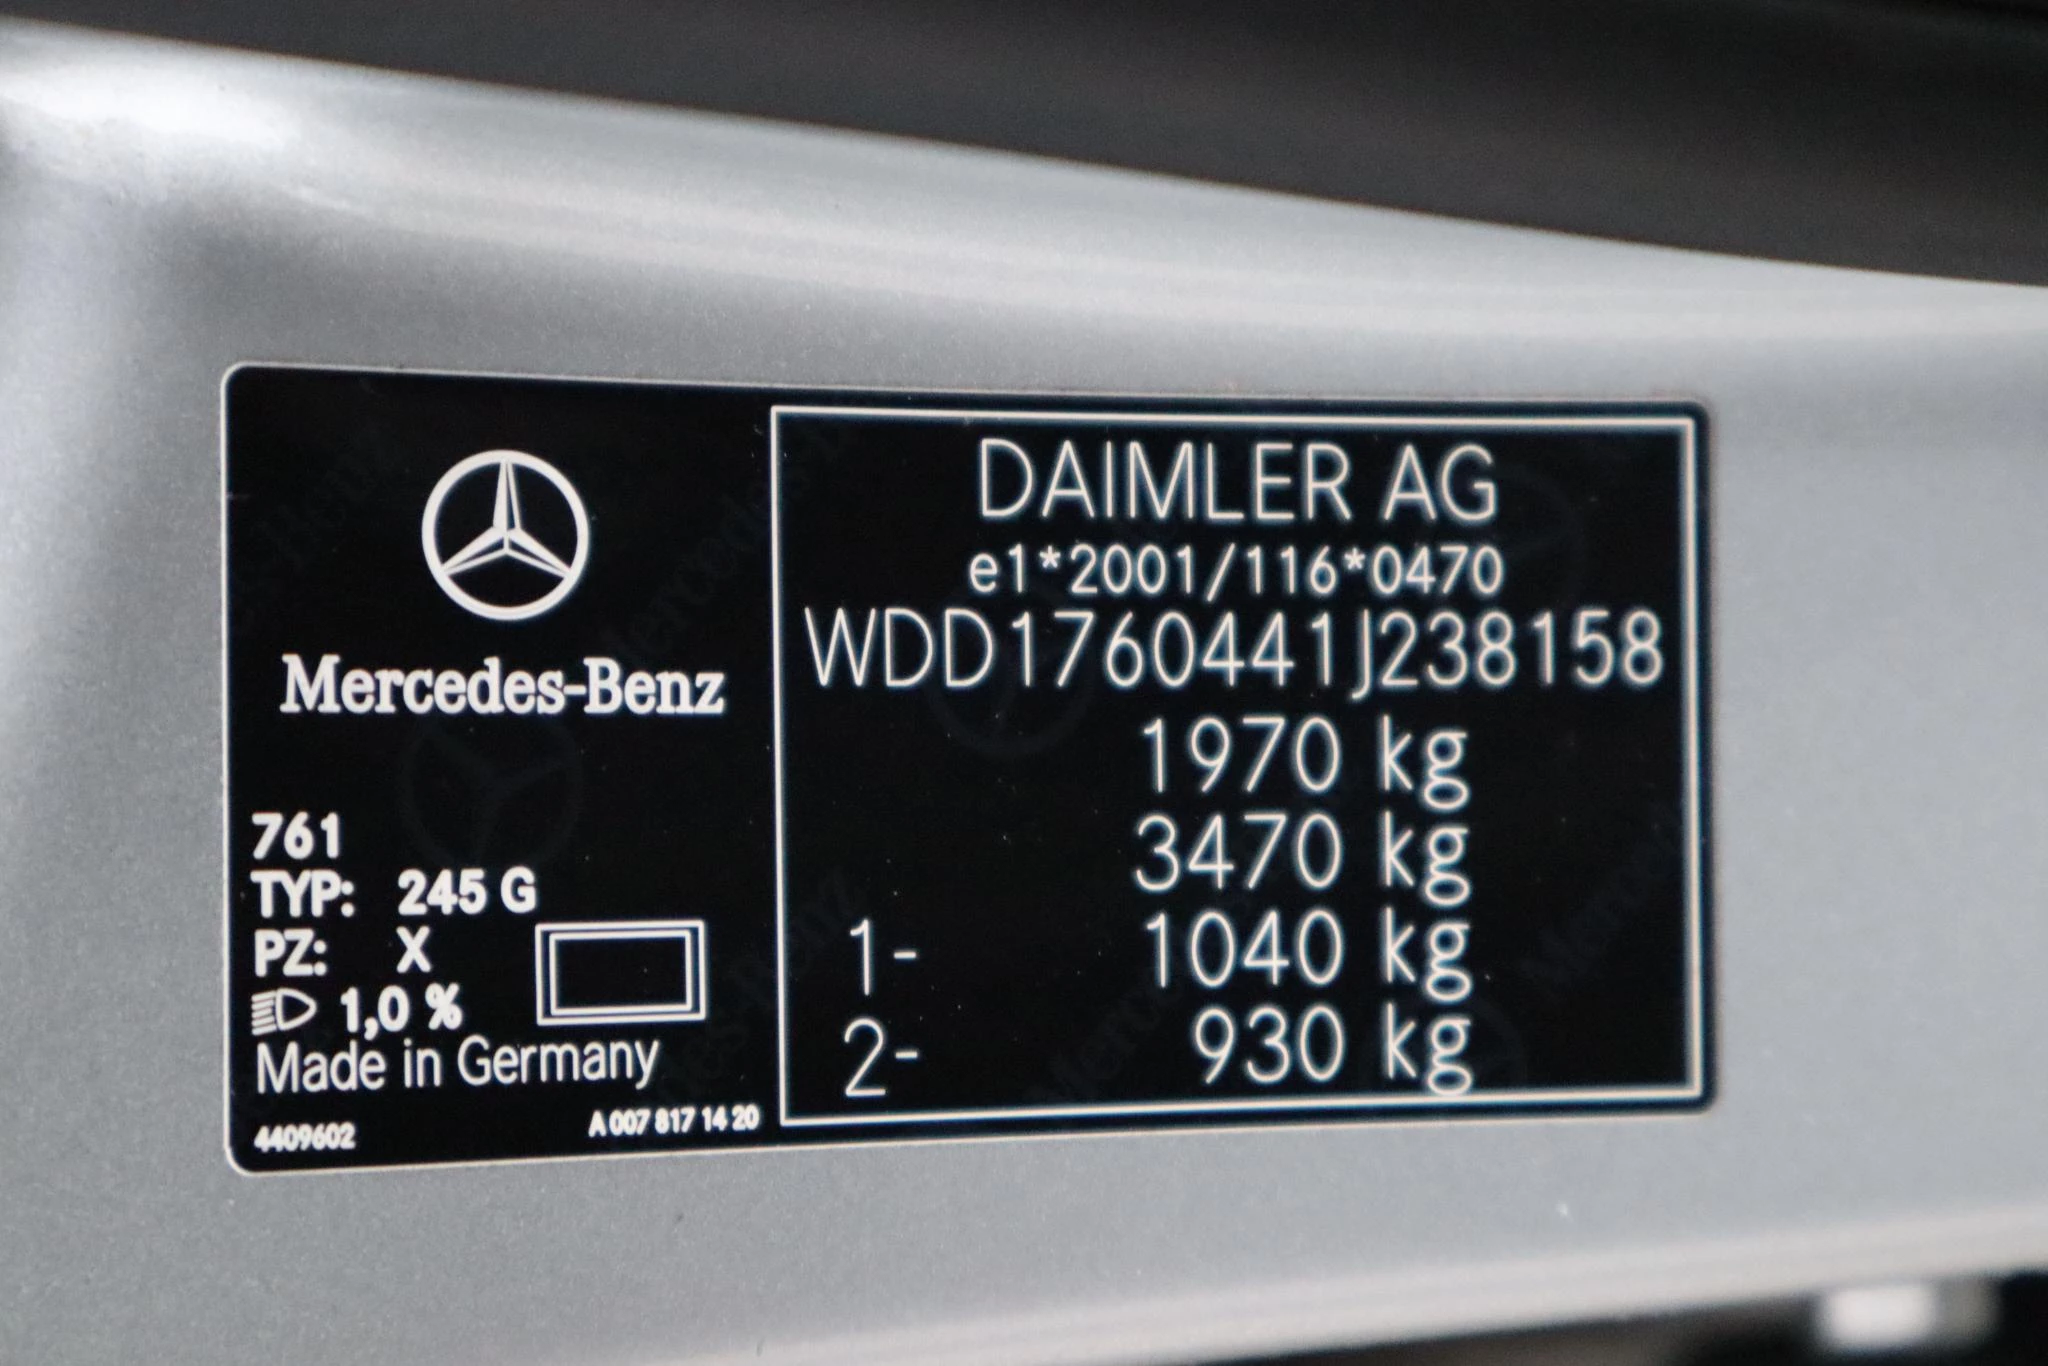 Mercedes-Benz
761
TYP: 245 G
PZ: X
1,0 %
Made in Germany
4409602
A 007 817 14 20
DAIMLER AG
e1*2001/116*0470
WDD1760441J238158
1970 kg
3470 kg
1- 1040 kg
2- 930 kg